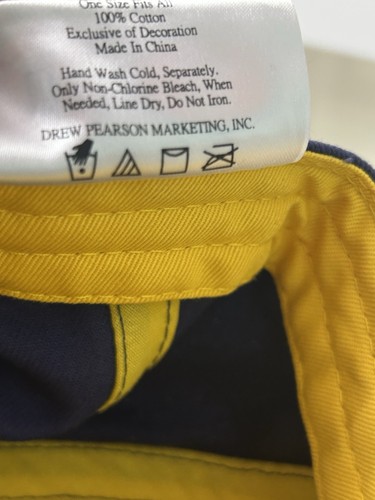 One Size Fits All
100% Cotton
Exclusive of Decoration
Made In China
Hand Wash Cold, Separately.
Only Non-Chlorine Bleach, When
Needed, Line Dry, Do Not Iron.
DREW PEARSON MARKETING, INC.